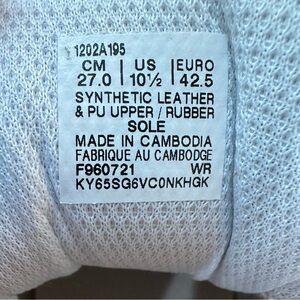 1202A195
CM | US | EURO
27.0 | 10½ | 42.5
SYNTHETIC LEATHER
& PU UPPER / RUBBER
SOLE
MADE IN CAMBODIA
FABRIQUE AU CAMBODGE
F960721 WR
KY65SG6VC0NKHGK